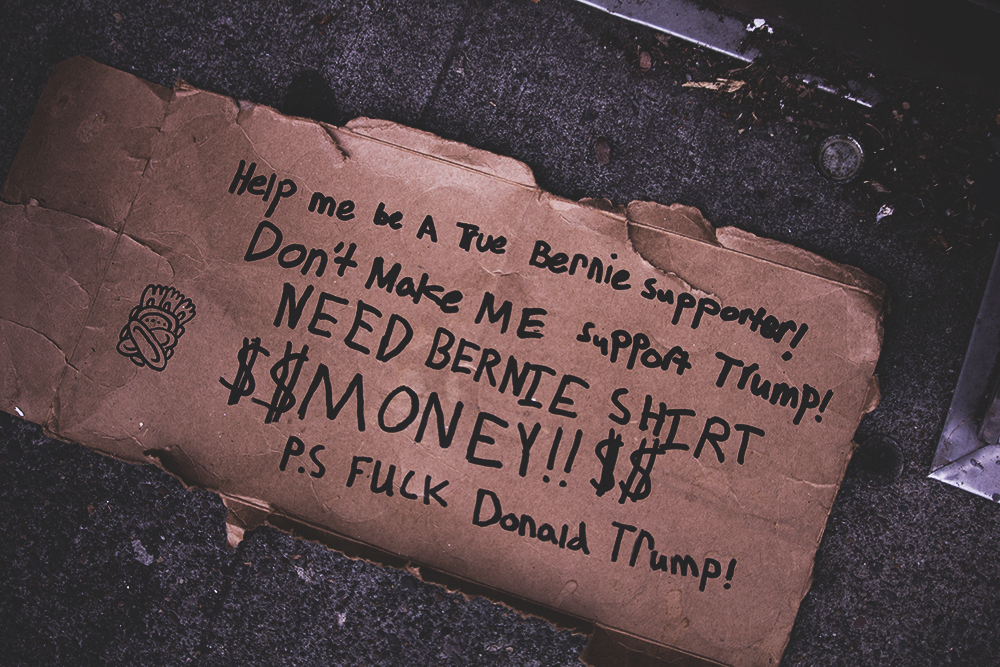 Help me be A True Bernie supporter!
Don't Make ME support Trump!
NEED BERNIE SHIRT
$$MONEY!! $$
P.S FUCK Donald Trump!